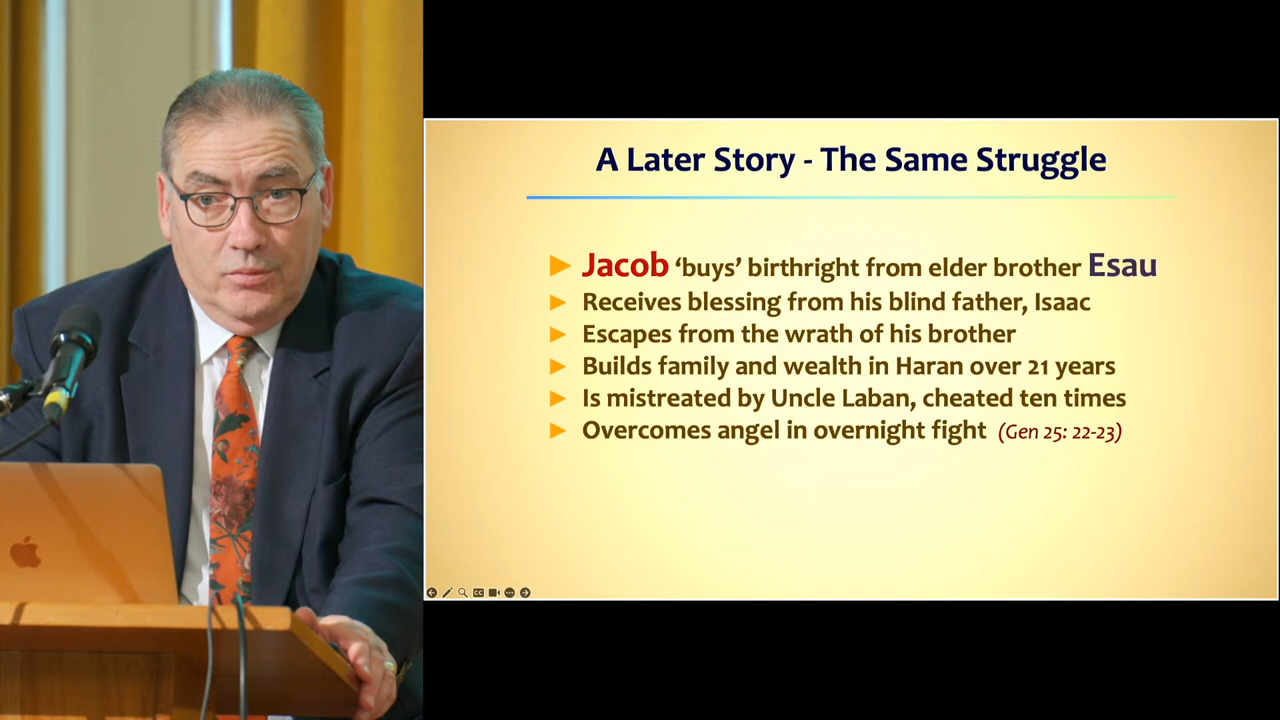 A Later Story - The Same Struggle
Jacob ‘buys’ birthright from elder brother Esau
Receives blessing from his blind father, Isaac
Escapes from the wrath of his brother
Builds family and wealth in Haran over 21 years
Is mistreated by Uncle Laban, cheated ten times
Overcomes angel in overnight fight (Gen 25: 22-23)